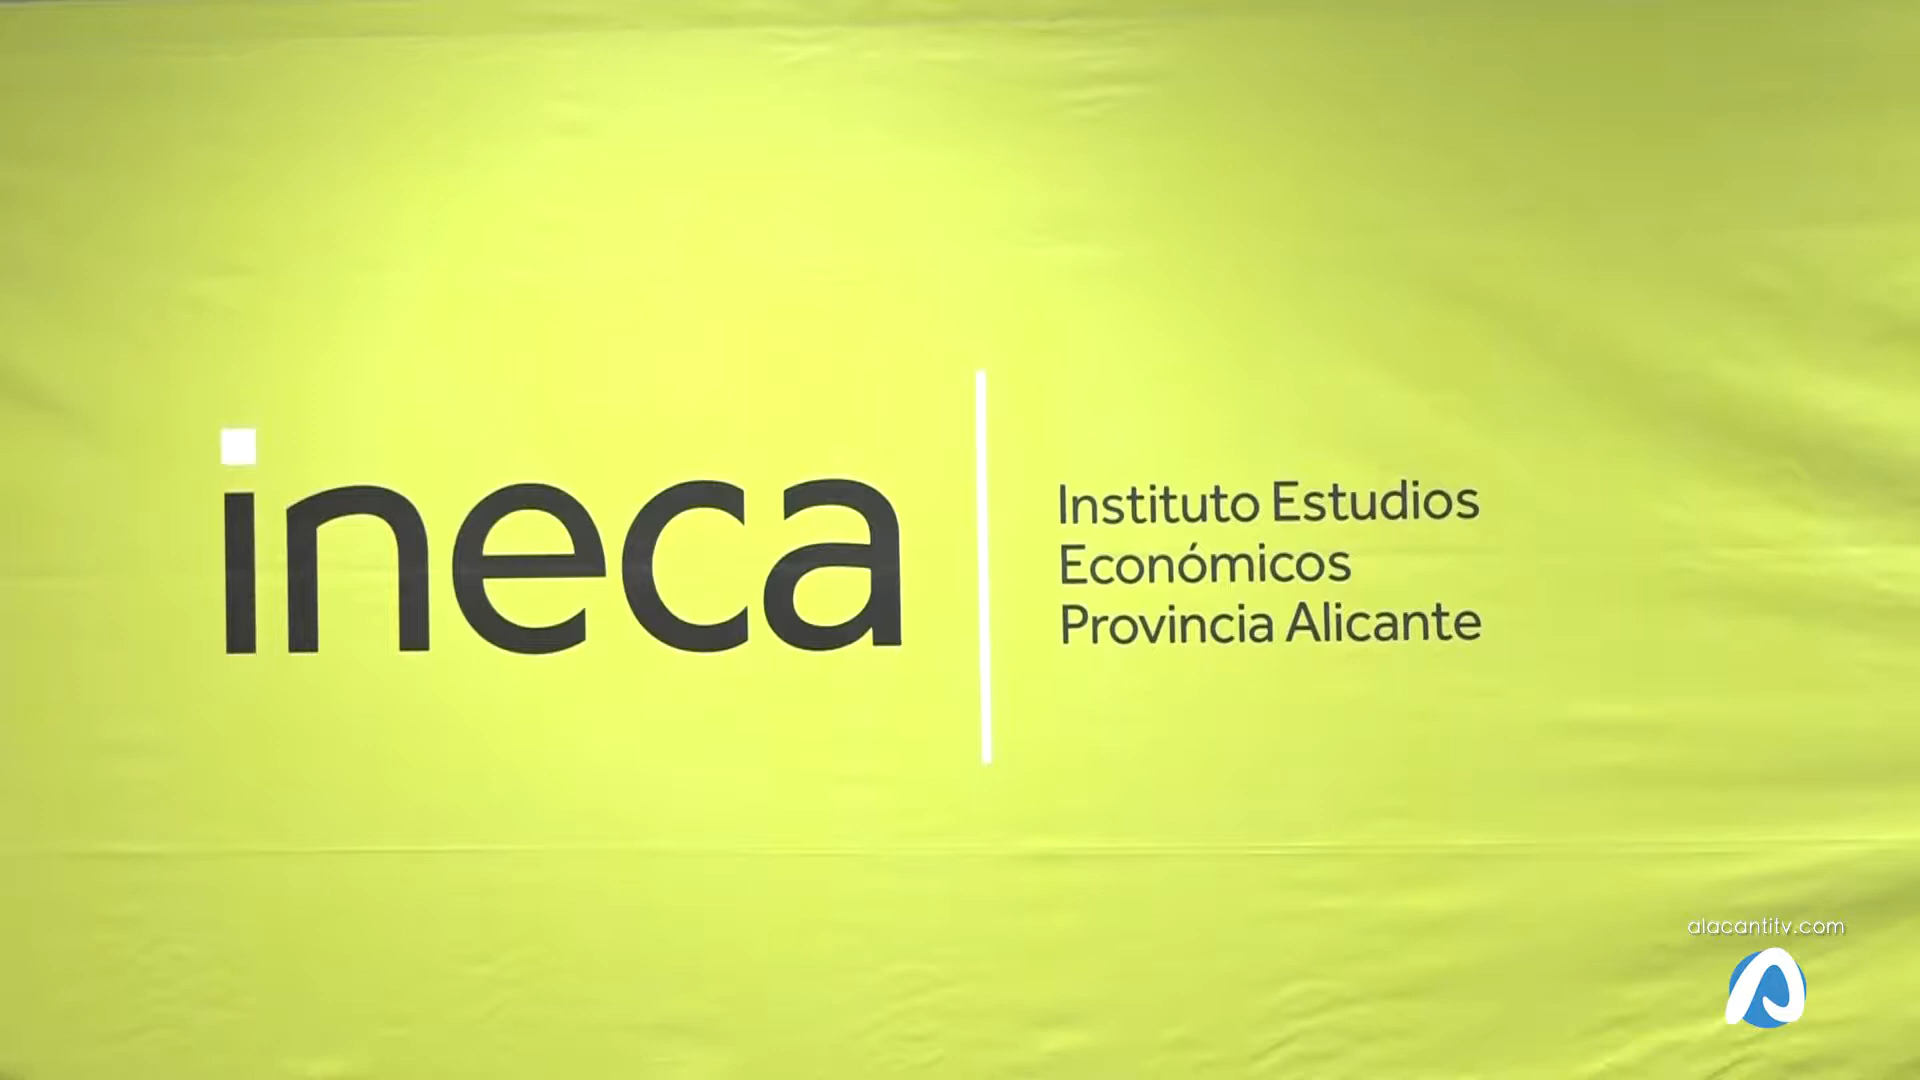 ineca
Instituto Estudios
Económicos
Provincia Alicante
alacantitv.com